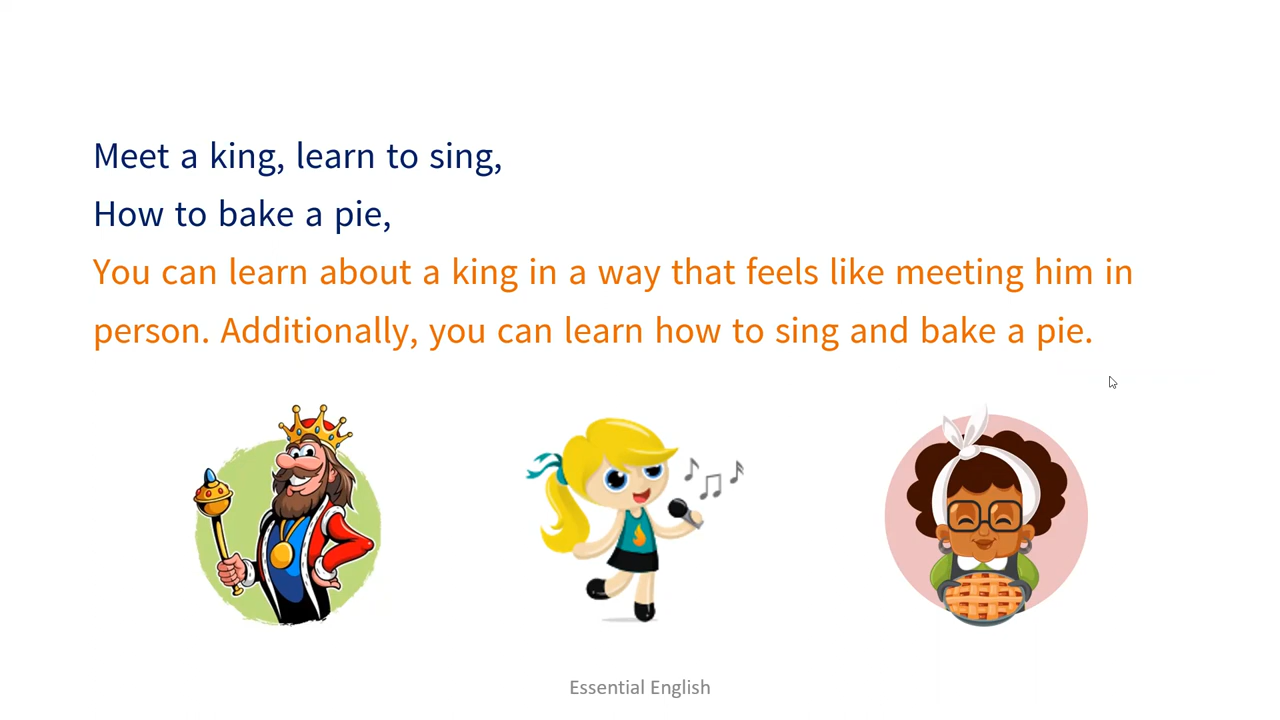 Meet a king, learn to sing,
How to bake a pie,
You can learn about a king in a way that feels like meeting him in
person. Additionally, you can learn how to sing and bake a pie.
Essential English